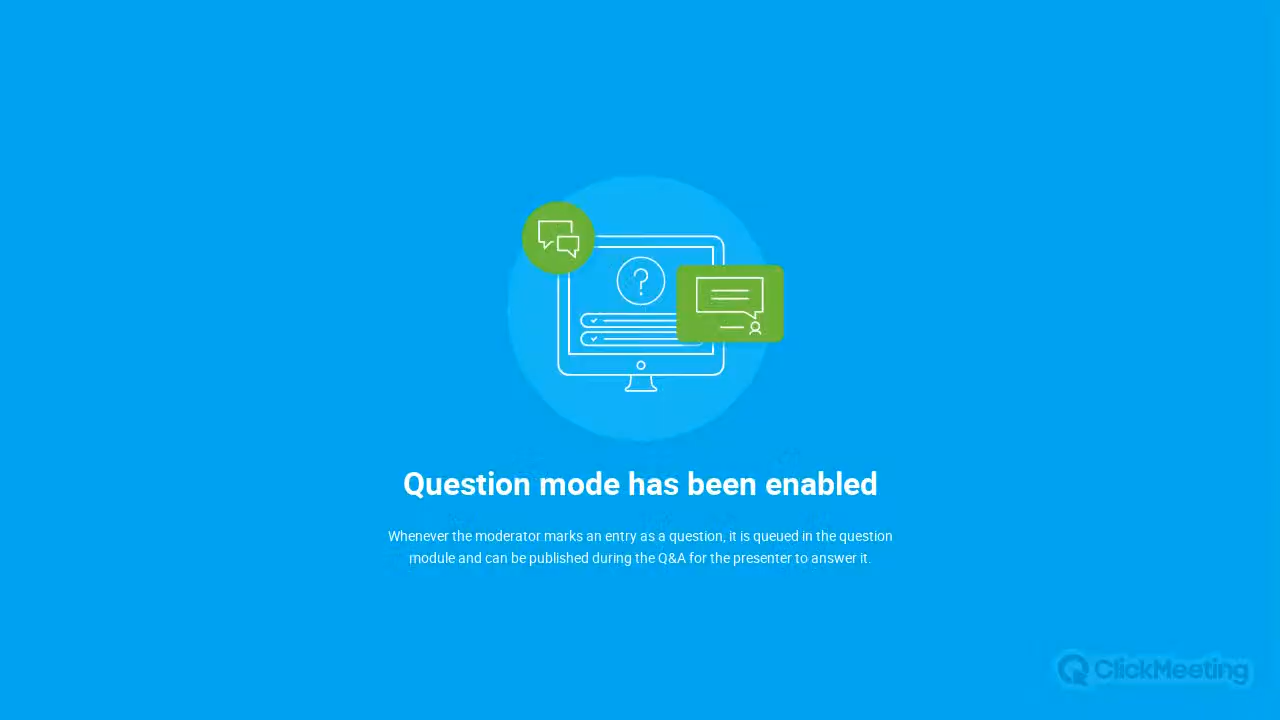 Question mode has been enabled
Whenever the moderator marks an entry as a question, it is queued in the question
module and can be published during the Q&A for the presenter to answer it.
ClickMeeting